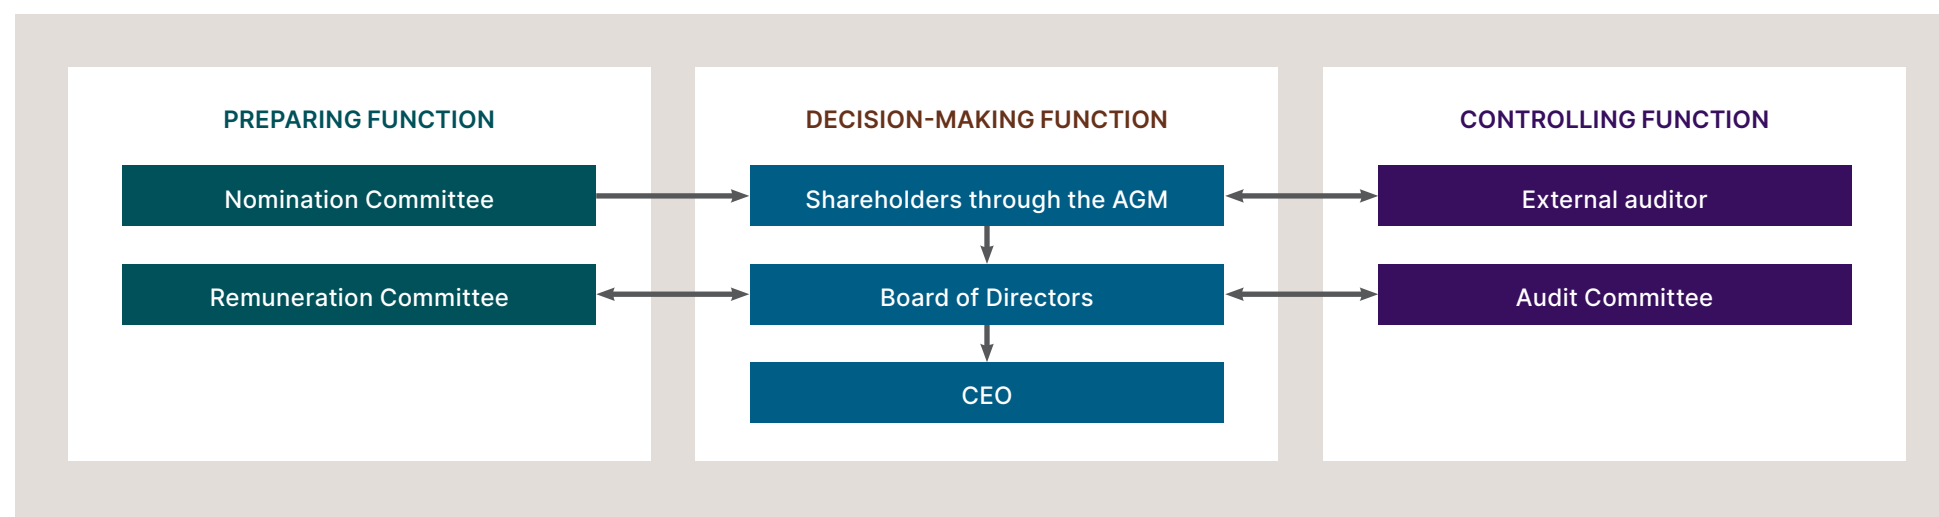 PREPARING FUNCTION
Nomination Committee
Remuneration Committee
DECISION-MAKING FUNCTION
Shareholders through the AGM
Board of Directors
CEO
CONTROLLING FUNCTION
External auditor
Audit Committee